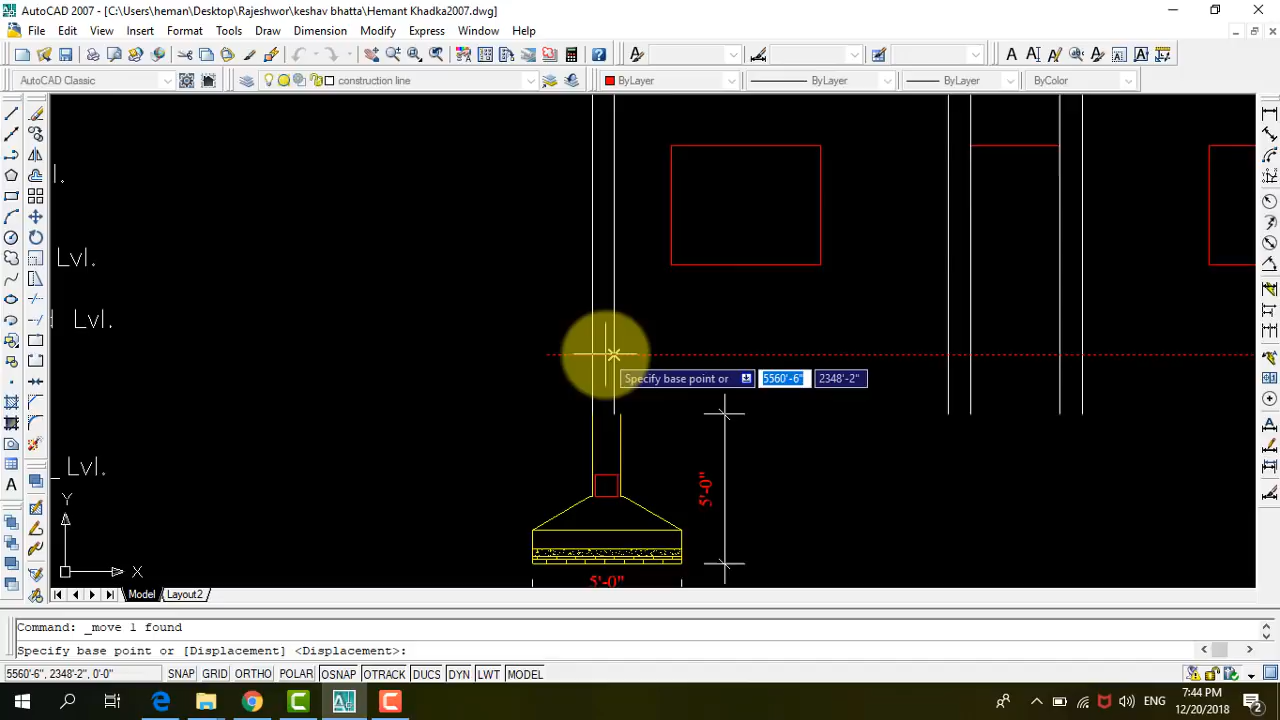 AutoCAD 2007 - [C:\Users\heman\Desktop\Rajeshwor\keshav bhatta\Hemant Khadka2007.dwg]
File Edit View Insert Format Tools Draw Dimension Modify Express Window Help
AutoCAD Classic construction line ByLayer ByLayer ByLayer ByColor
l.
Lvl.
Lvl.
Specify base point or 5560'-6" 2348'-2"
Lvl.
5'-0"
Y
X
5'-0"
Model Layout2
Command: _move 1 found
Specify base point or [Displacement] <Displacement>:
5560'-6", 2348'-2", 0'-0" SNAP GRID ORTHO POLAR OSNAP OTRACK DUCS DYN LWT MODEL
ENG 7:44 PM
12/20/2018
2